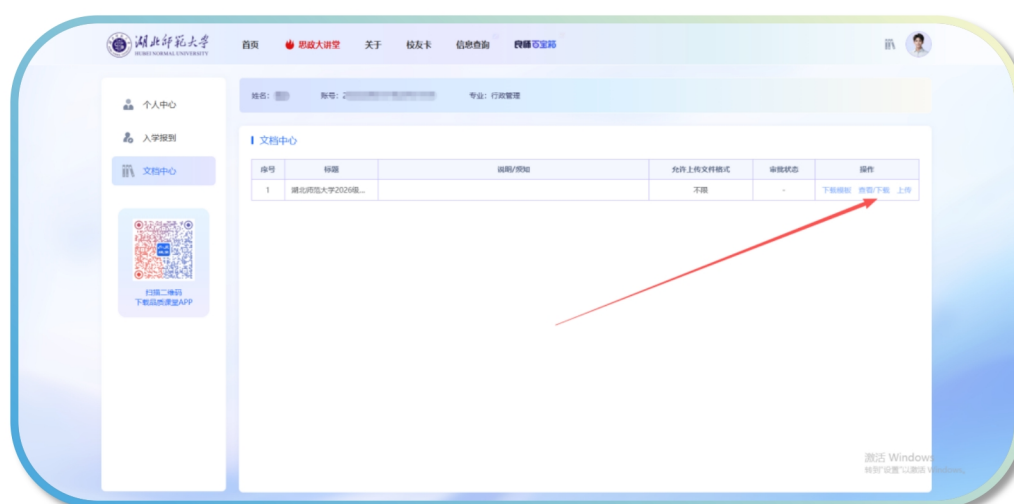 湖北师范大学
HUBEI NORMAL UNIVERSITY
首页 思政大讲堂 关于 校友卡 信息查询 良师百宝箱
个人中心
入学报到
文档中心
扫描二维码
下载品质课堂APP
姓名： 账号：2 专业：行政管理
文档中心
序号 标题 说明/须知 允许上传文件格式 审批状态 操作
1 湖北师范大学2026级... 不限 - 下载模板 查看/下载 上传
激活 Windows
转到"设置"以激活 Windows。